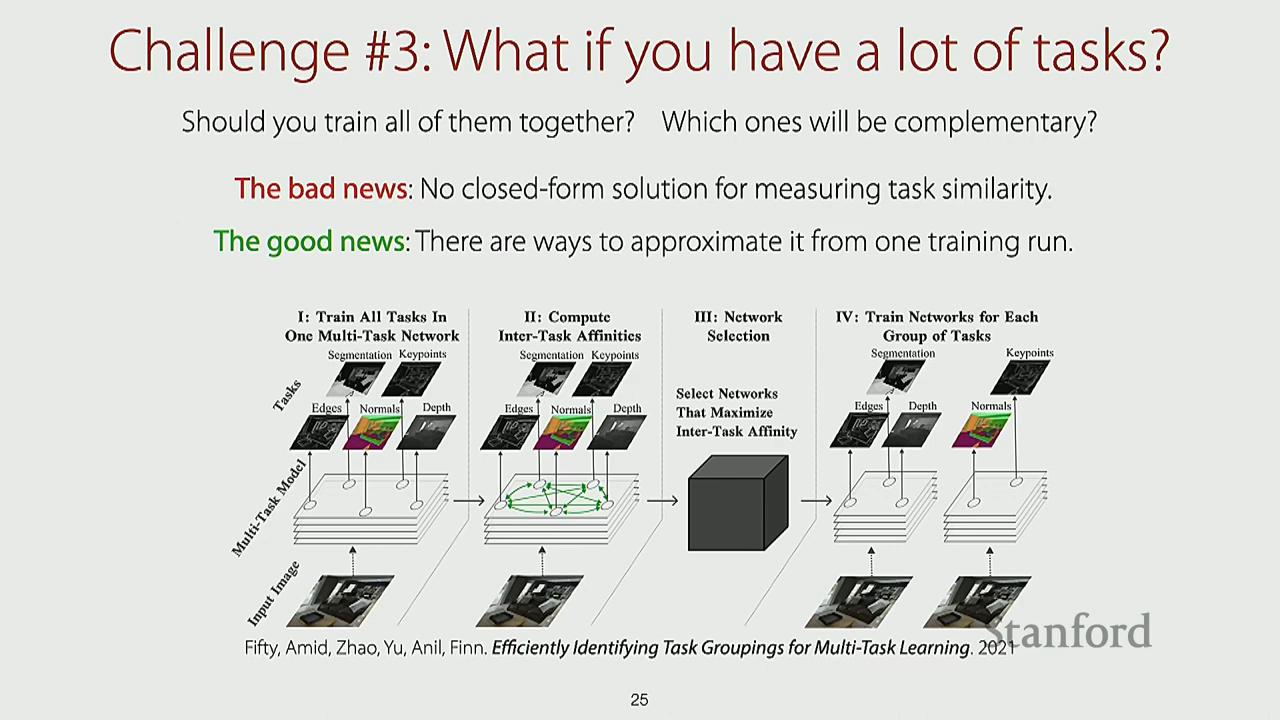 Challenge #3: What if you have a lot of tasks?
Should you train all of them together? Which ones will be complementary?
The bad news: No closed-form solution for measuring task similarity.
The good news: There are ways to approximate it from one training run.
I: Train All Tasks In
One Multi-Task Network
Segmentation Keypoints
Edges Normals Depth
Tasks
Multi-Task Model
Input Image
II: Compute
Inter-Task Affinities
Segmentation Keypoints
Edges Normals Depth
III: Network
Selection
Select Networks
That Maximize
Inter-Task Affinity
IV: Train Networks for Each
Group of Tasks
Segmentation Keypoints
Edges Depth Normals
Stanford
Fifty, Amid, Zhao, Yu, Anil, Finn. Efficiently Identifying Task Groupings for Multi-Task Learning. 2021
25